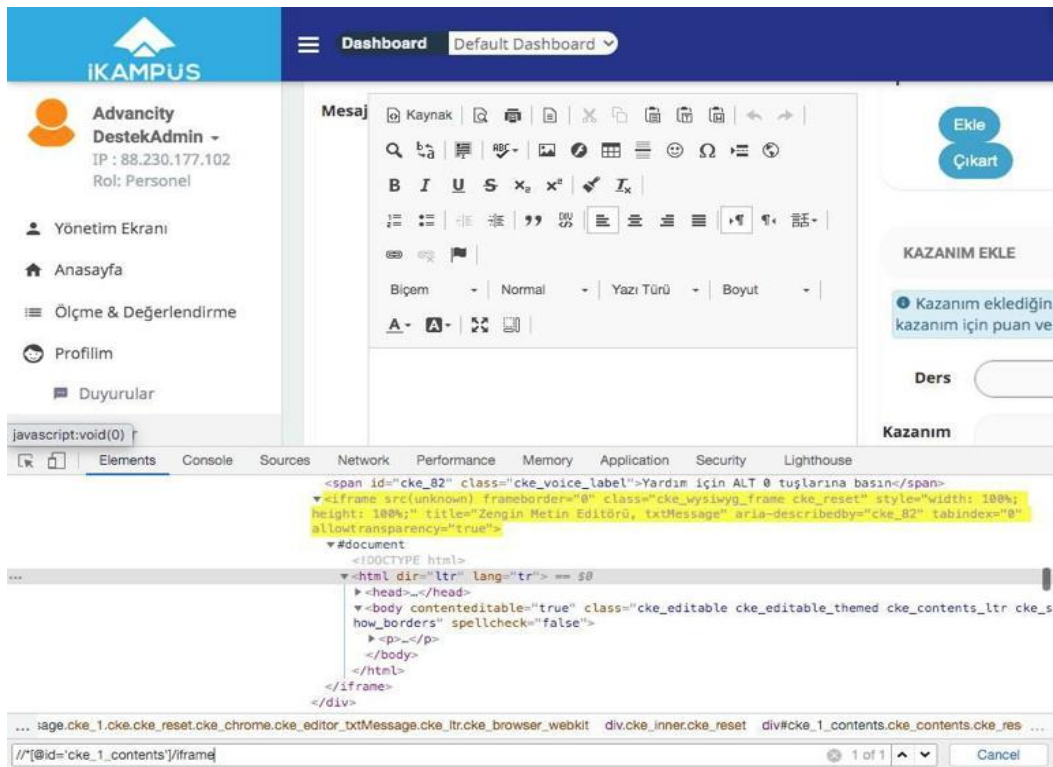 iKAMPÜS
Dashboard Default Dashboard
Advancity
DestekAdmin
IP : 88.230.177.102
Rol: Personel
Yönetim Ekranı
Anasayfa
Ölçme & Değerlendirme
Profilim
Duyurular
javascript:void(0)
Mesaj
Kaynak
Biçem Normal Yazı Türü Boyut
Ekle
Çıkart
KAZANIM EKLE
Kazanım eklediğin
kazanım için puan ve
Ders
Kazanım
Elements Console Sources Network Performance Memory Application Security Lighthouse
<span id="cke_82" class="cke_voice_label">Yardım için ALT 0 tuşlarına basın</span>
<iframe src(unknown) frameborder="0" class="cke_wysiwyg_frame cke_reset" style="width: 100%;
height: 100%;" title="Zengin Metin Editörü, txtMessage" aria-describedby="cke_82" tabindex="0"
allowtransparency="true">
#document
<!DOCTYPE html>
... <html dir="ltr" lang="tr"> == $0
<head>…</head>
<body contenteditable="true" class="cke_editable cke_editable_themed cke_contents_ltr cke_s
how_borders" spellcheck="false">
<p>…</p>
</body>
</html>
</iframe>
</div>
... sage.cke_1.cke.cke_reset.cke_chrome.cke_editor_txtMessage.cke_ltr.cke_browser_webkit div.cke_inner.cke_reset div#cke_1_contents.cke_contents.cke_res ...
//*[@id='cke_1_contents']/iframe 1 of 1 Cancel